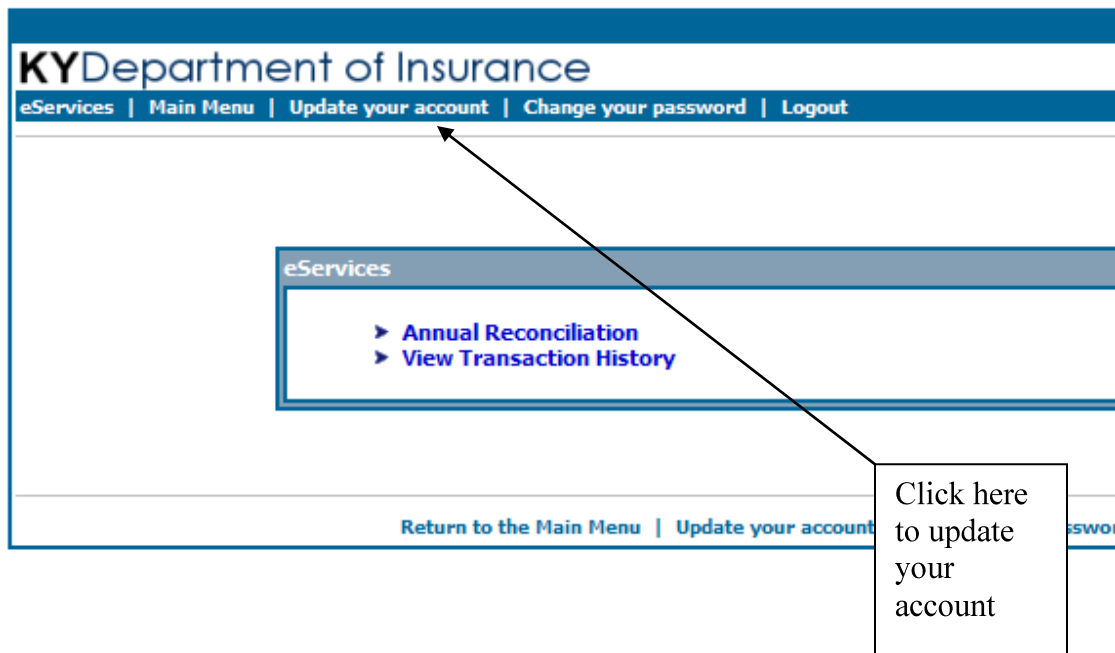 KYDepartment of Insurance
eServices | Main Menu | Update your account | Change your password | Logout
eServices
Annual Reconciliation
View Transaction History
Return to the Main Menu | Update your account
Click here
to update
your
account